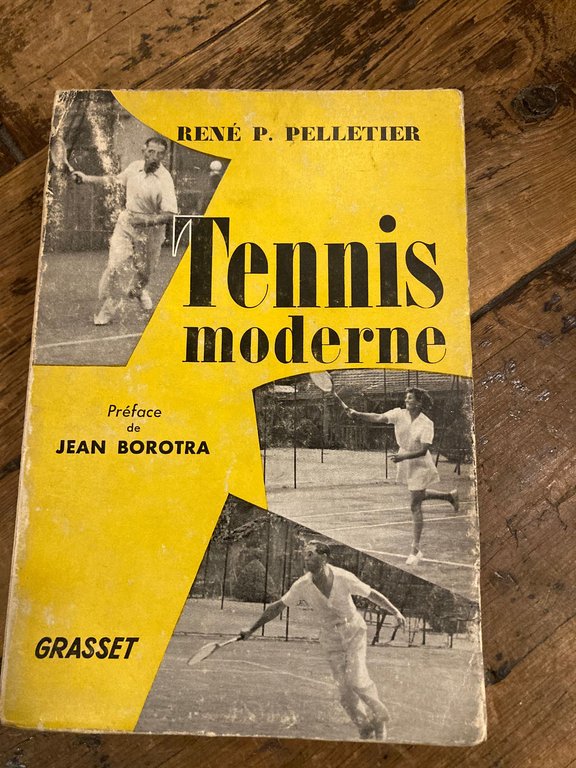 RENÉ P. PELLETIER
Tennis
moderne
Préface
de
JEAN BOROTRA
GRASSET